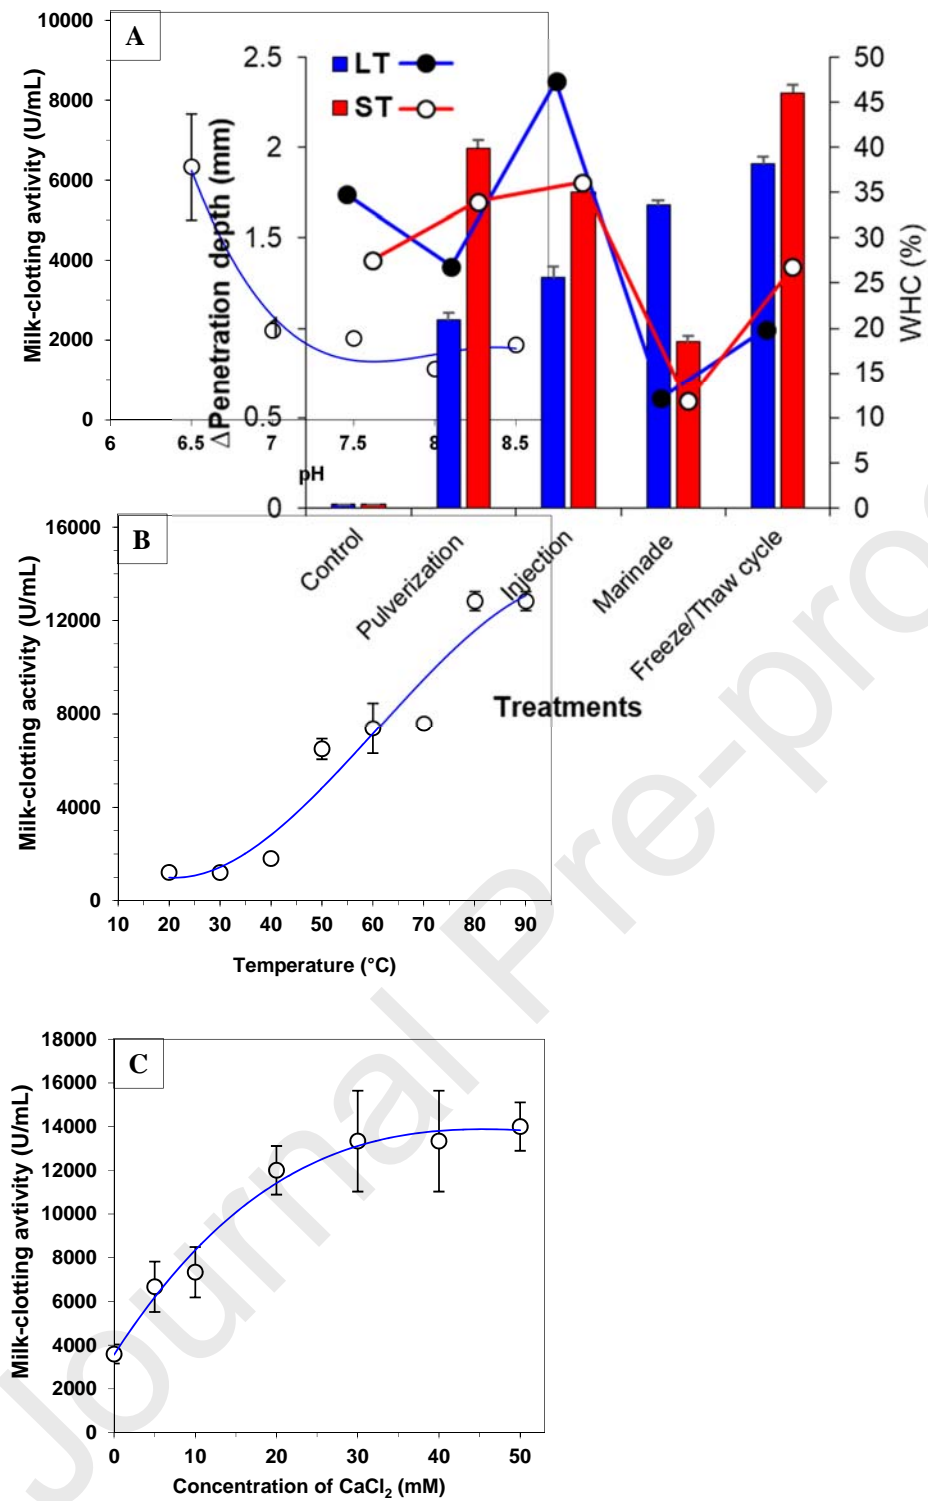 A
Milk-clotting avtivity (U/mL)
10000
8000
6000
4000
2000
0
6 6.5 7 7.5 8 8.5
pH
LT
ST
ΔPenetration depth (mm)
2.5
2
1.5
0.5
0
WHC (%)
50
45
40
35
30
25
20
15
10
5
0
Control
Pulverization
Injection
Marinade
Freeze/Thaw cycle
Treatments
B
Milk-clotting activity (U/mL)
16000
12000
8000
4000
0
10 20 30 40 50 60 70 80 90
Temperature (°C)
C
Milk-clotting avtivity (U/mL)
18000
16000
14000
12000
10000
8000
6000
4000
2000
0
0 10 20 30 40 50
Concentration of CaCl₂ (mM)
Journal Pre-proo